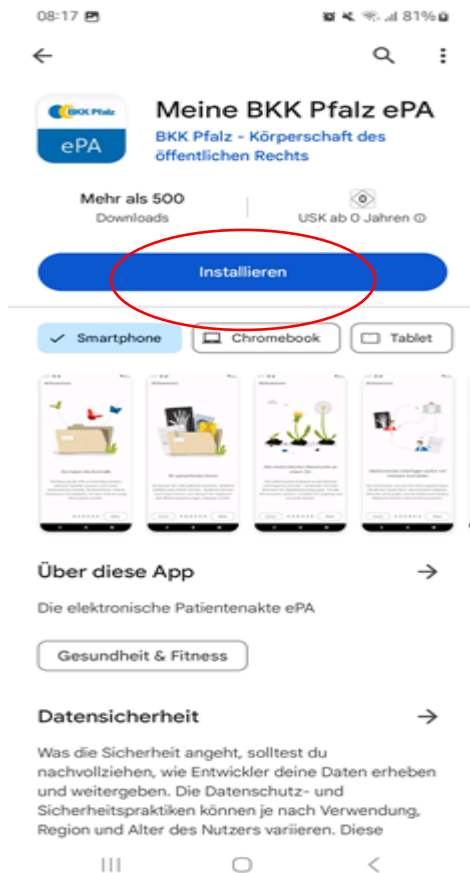 08:17
81%
Meine BKK Pfalz ePA
BKK Pfalz
ePA
BKK Pfalz - Körperschaft des
öffentlichen Rechts
Mehr als 500
Downloads
0
USK ab 0 Jahren
Installieren
Smartphone
Chromebook
Tablet
Über diese App
Die elektronische Patientenakte ePA
Gesundheit & Fitness
Datensicherheit
Was die Sicherheit angeht, solltest du
nachvollziehen, wie Entwickler deine Daten erheben
und weitergeben. Die Datenschutz- und
Sicherheitspraktiken können je nach Verwendung,
Region und Alter des Nutzers variieren. Diese